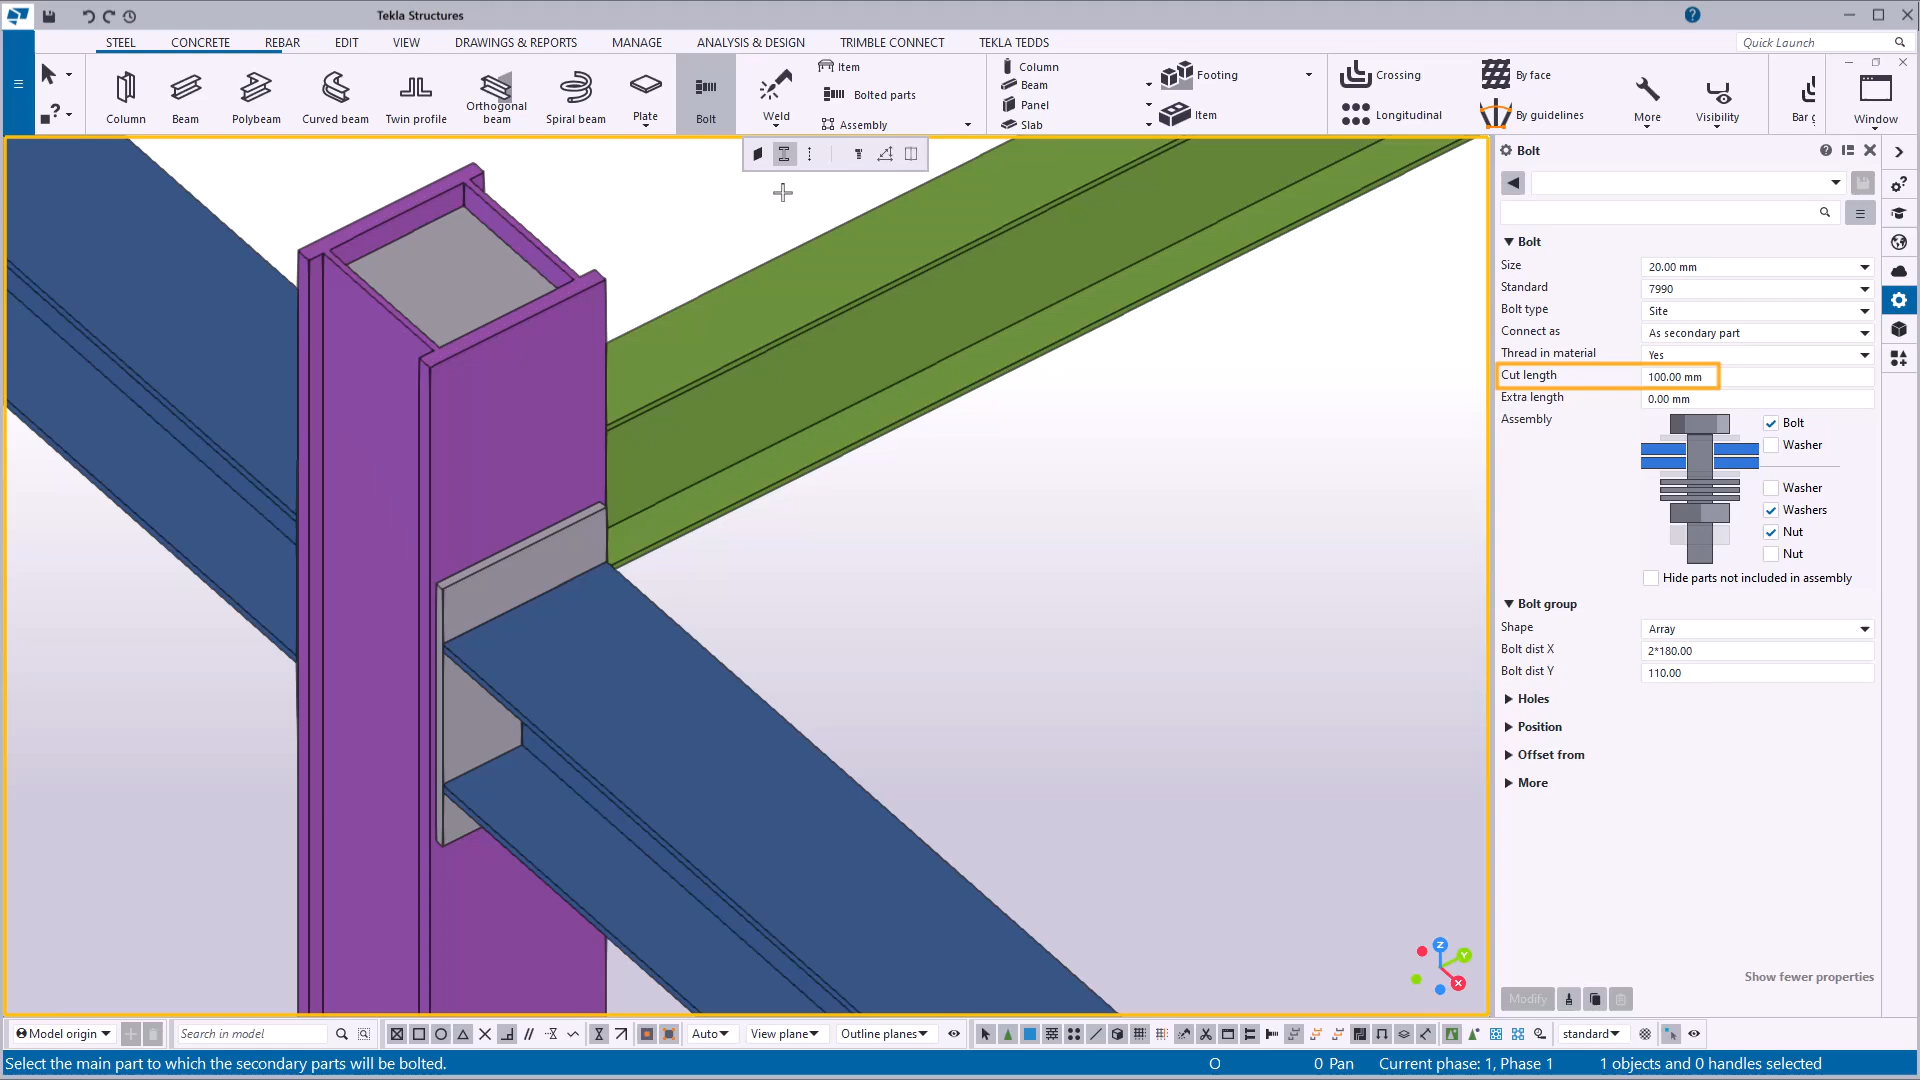 Tekla Structures
STEEL CONCRETE REBAR EDIT VIEW DRAWINGS & REPORTS MANAGE ANALYSIS & DESIGN TRIMBLE CONNECT TEKLA TEDDS
Quick Launch
Column
Beam
Polybeam
Curved beam
Twin profile
Orthogonal
beam
Spiral beam
Plate
Bolt
Weld
Item
Bolted parts
Assembly
Column
Beam
Panel
Slab
Footing
Item
Crossing
Longitudinal
By face
By guidelines
More
Visibility
Bar g
Window
Bolt
Bolt
Size 20.00 mm
Standard 7990
Bolt type Site
Connect as As secondary part
Thread in material Yes
Cut length 100.00 mm
Extra length 0.00 mm
Assembly
Bolt
Washer
Washer
Washers
Nut
Nut
Hide parts not included in assembly
Bolt group
Shape Array
Bolt dist X 2*180.00
Bolt dist Y 110.00
Holes
Position
Offset from
More
Show fewer properties
Modify
Z
Y
X
Model origin
Search in model
Auto
View plane
Outline planes
standard
Select the main part to which the secondary parts will be bolted.
O
0 Pan
Current phase: 1, Phase 1
1 objects and 0 handles selected